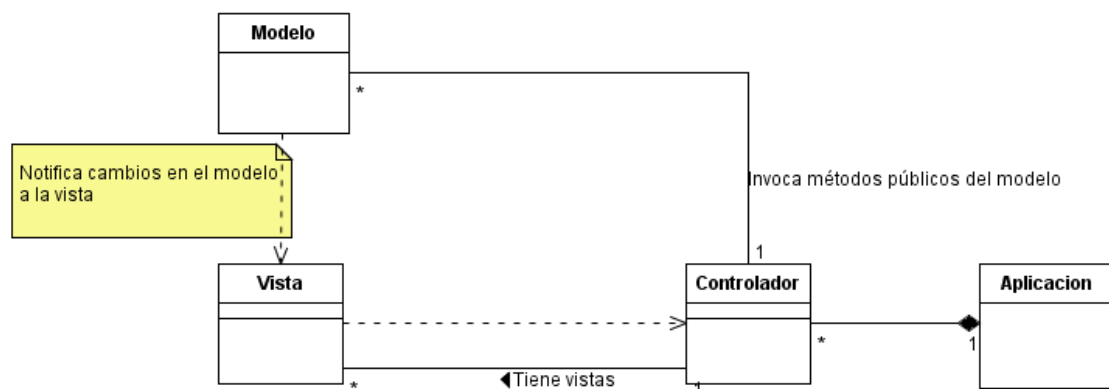 Modelo
*
Notifica cambios en el modelo
a la vista
Invoca métodos públicos del modelo
1
Vista
Controlador
Aplicacion
*
1
Tiene vistas
*
1